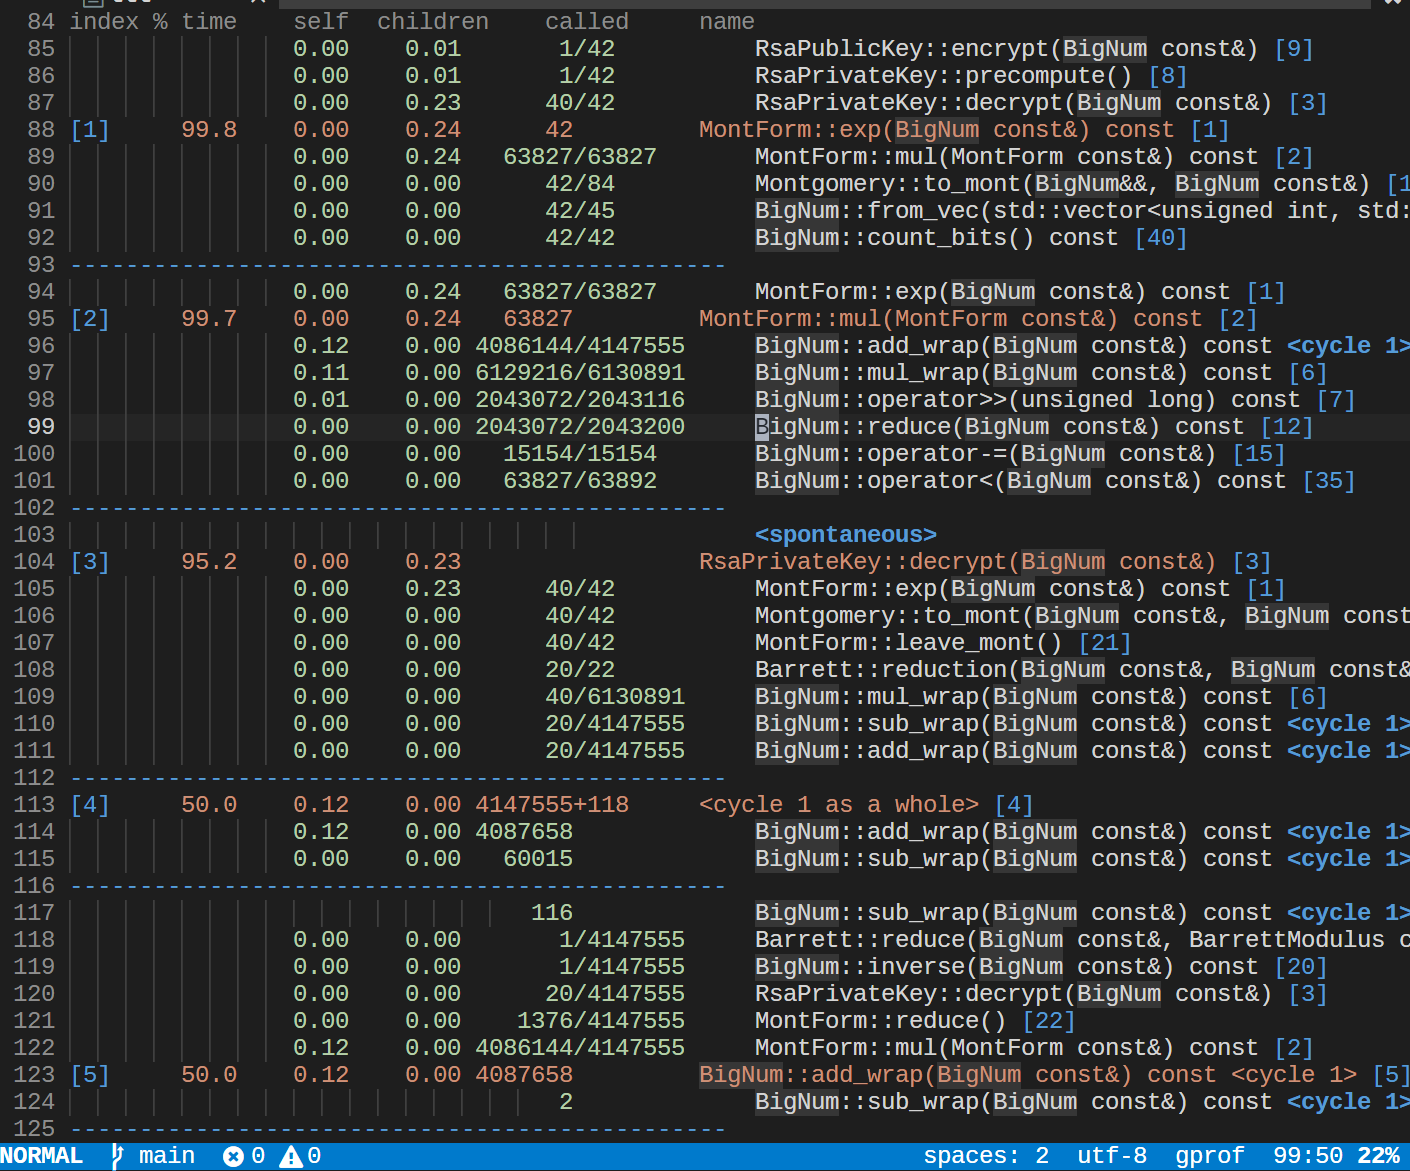 84 index % time self children called name
85 0.00 0.01 1/42 RsaPublicKey::encrypt(BigNum const&) [9]
86 0.00 0.01 1/42 RsaPrivateKey::precompute() [8]
87 0.00 0.23 40/42 RsaPrivateKey::decrypt(BigNum const&) [3]
88 [1] 99.8 0.00 0.24 42 MontForm::exp(BigNum const&) const [1]
89 0.00 0.24 63827/63827 MontForm::mul(MontForm const&) const [2]
90 0.00 0.00 42/84 Montgomery::to_mont(BigNum&&, BigNum const&) [1
91 0.00 0.00 42/45 BigNum::from_vec(std::vector<unsigned int, std:
92 0.00 0.00 42/42 BigNum::count_bits() const [40]
93 -----------------------------------------------
94 0.00 0.24 63827/63827 MontForm::exp(BigNum const&) const [1]
95 [2] 99.7 0.00 0.24 63827 MontForm::mul(MontForm const&) const [2]
96 0.12 0.00 4086144/4147555 BigNum::add_wrap(BigNum const&) const <cycle 1>
97 0.11 0.00 6129216/6130891 BigNum::mul_wrap(BigNum const&) const [6]
98 0.01 0.00 2043072/2043116 BigNum::operator>>(unsigned long) const [7]
99 0.00 0.00 2043072/2043200 BigNum::reduce(BigNum const&) const [12]
100 0.00 0.00 15154/15154 BigNum::operator-=(BigNum const&) [15]
101 0.00 0.00 63827/63892 BigNum::operator<(BigNum const&) const [35]
102 -----------------------------------------------
103 <spontaneous>
104 [3] 95.2 0.00 0.23 RsaPrivateKey::decrypt(BigNum const&) [3]
105 0.00 0.23 40/42 MontForm::exp(BigNum const&) const [1]
106 0.00 0.00 40/42 Montgomery::to_mont(BigNum const&, BigNum const
107 0.00 0.00 40/42 MontForm::leave_mont() [21]
108 0.00 0.00 20/22 Barrett::reduction(BigNum const&, BigNum const&
109 0.00 0.00 40/6130891 BigNum::mul_wrap(BigNum const&) const [6]
110 0.00 0.00 20/4147555 BigNum::sub_wrap(BigNum const&) const <cycle 1>
111 0.00 0.00 20/4147555 BigNum::add_wrap(BigNum const&) const <cycle 1>
112 -----------------------------------------------
113 [4] 50.0 0.12 0.00 4147555+118 <cycle 1 as a whole> [4]
114 0.12 0.00 4087658 BigNum::add_wrap(BigNum const&) const <cycle 1>
115 0.00 0.00 60015 BigNum::sub_wrap(BigNum const&) const <cycle 1>
116 -----------------------------------------------
117 116 BigNum::sub_wrap(BigNum const&) const <cycle 1>
118 0.00 0.00 1/4147555 Barrett::reduce(BigNum const&, BarrettModulus c
119 0.00 0.00 1/4147555 BigNum::inverse(BigNum const&) const [20]
120 0.00 0.00 20/4147555 RsaPrivateKey::decrypt(BigNum const&) [3]
121 0.00 0.00 1376/4147555 MontForm::reduce() [22]
122 0.12 0.00 4086144/4147555 MontForm::mul(MontForm const&) const [2]
123 [5] 50.0 0.12 0.00 4087658 BigNum::add_wrap(BigNum const&) const <cycle 1> [5]
124 2 BigNum::sub_wrap(BigNum const&) const <cycle 1>
125 -----------------------------------------------
NORMAL main 0 0 spaces: 2 utf-8 gprof 99:50 22%